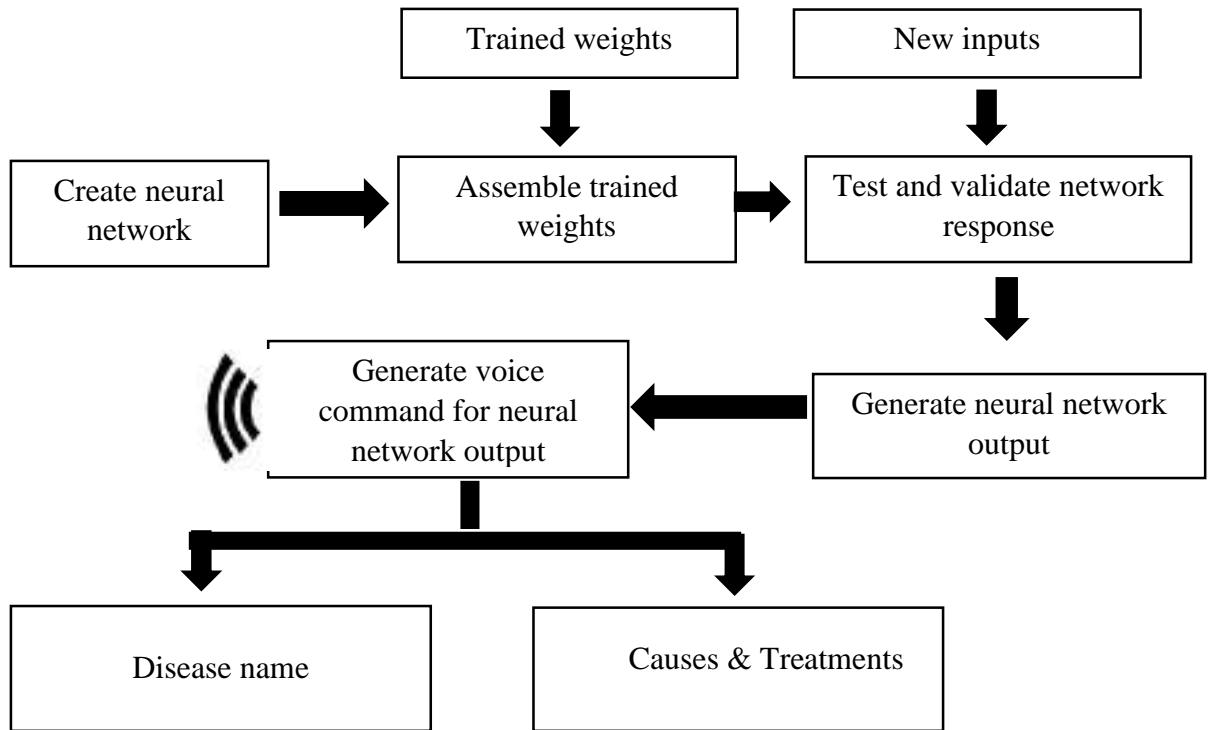 Trained weights
New inputs
Create neural
network
Assemble trained
weights
Test and validate network
response
Generate voice
command for neural
network output
Generate neural network
output
Disease name
Causes & Treatments